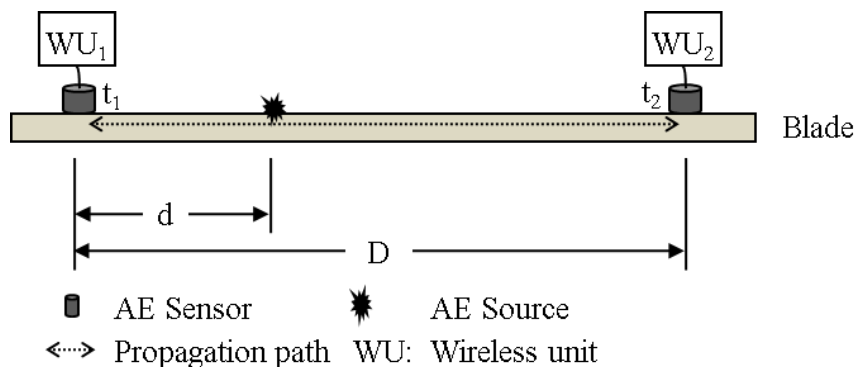 WU₁ WU₂
t₁ t₂
Blade
d
D
AE Sensor AE Source
Propagation path WU: Wireless unit